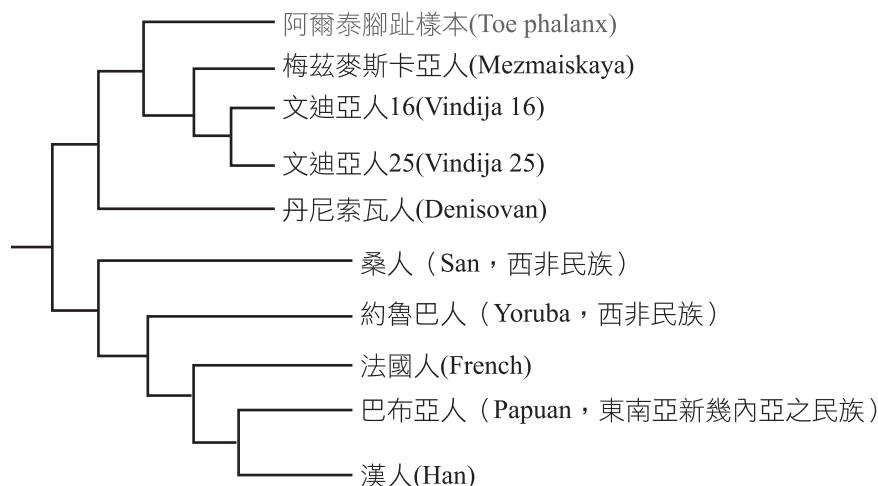 阿爾泰腳趾樣本(Toe phalanx)
梅茲麥斯卡亞人(Mezmaiskaya)
文迪亞人16(Vindija 16)
文迪亞人25(Vindija 25)
丹尼索瓦人(Denisovan)
桑人（San，西非民族）
約魯巴人（Yoruba，西非民族）
法國人(French)
巴布亞人（Papuan，東南亞新幾內亞之民族）
漢人(Han)